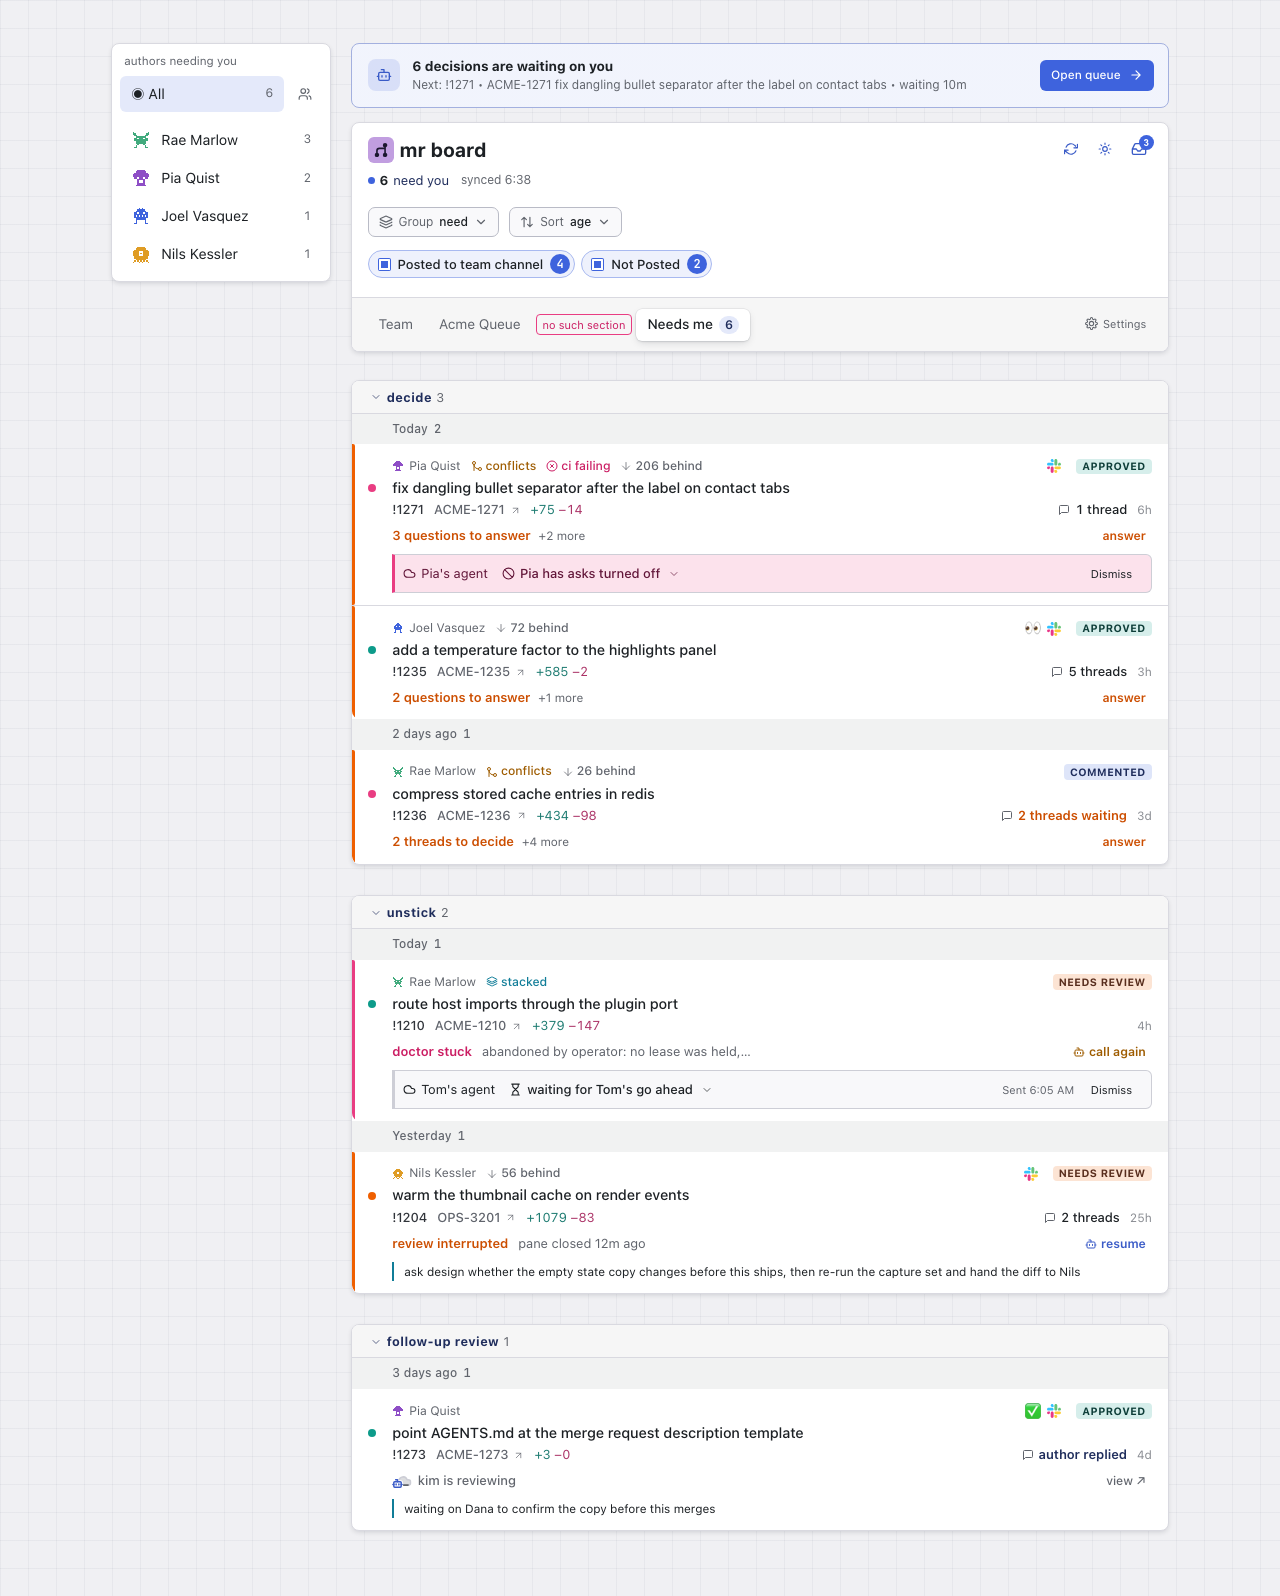 authors needing you
All 6
Rae Marlow 3
Pia Quist 2
Joel Vasquez 1
Nils Kessler 1
6 decisions are waiting on you
Next: !1271 • ACME-1271 fix dangling bullet separator after the label on contact tabs • waiting 10m
Open queue
mr board
3
6 need you synced 6:38
Group need
Sort age
Posted to team channel 4
Not Posted 2
Team
Acme Queue
no such section
Needs me 6
Settings
decide 3
Today 2
Pia Quist conflicts ci failing 206 behind APPROVED
fix dangling bullet separator after the label on contact tabs
!1271 ACME-1271 +75 −14 1 thread 6h
3 questions to answer +2 more answer
Pia's agent Pia has asks turned off Dismiss
Joel Vasquez 72 behind APPROVED
add a temperature factor to the highlights panel
!1235 ACME-1235 +585 −2 5 threads 3h
2 questions to answer +1 more answer
2 days ago 1
Rae Marlow conflicts 26 behind COMMENTED
compress stored cache entries in redis
!1236 ACME-1236 +434 −98 2 threads waiting 3d
2 threads to decide +4 more answer
unstick 2
Today 1
Rae Marlow stacked NEEDS REVIEW
route host imports through the plugin port
!1210 ACME-1210 +379 −147 4h
doctor stuck abandoned by operator: no lease was held,... call again
Tom's agent waiting for Tom's go ahead Sent 6:05 AM Dismiss
Yesterday 1
Nils Kessler 56 behind NEEDS REVIEW
warm the thumbnail cache on render events
!1204 OPS-3201 +1079 −83 2 threads 25h
review interrupted pane closed 12m ago resume
ask design whether the empty state copy changes before this ships, then re-run the capture set and hand the diff to Nils
follow-up review 1
3 days ago 1
Pia Quist APPROVED
point AGENTS.md at the merge request description template
!1273 ACME-1273 +3 −0 author replied 4d
kim is reviewing view
waiting on Dana to confirm the copy before this merges